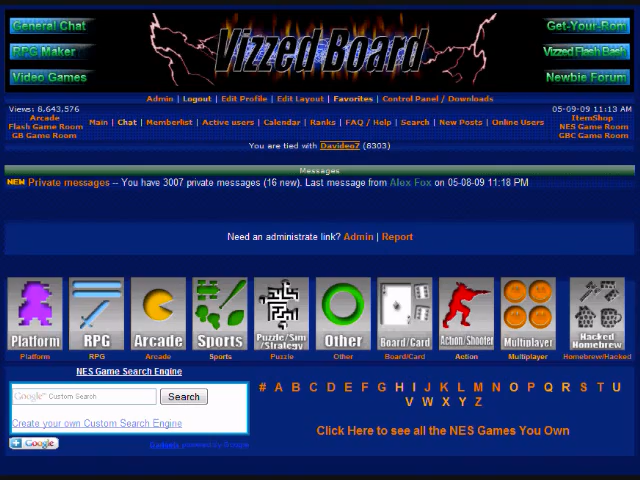 General Chat
RPG Maker
Video Games
Vizzed Board
Get-Your-Rom
Vizzed Flash Bash
Newbie Forum
Admin | Logout | Edit Profile | Edit Layout | Favorites | Control Panel / Downloads
Views: 8,643,576
Arcade
Flash Game Room
GB Game Room
Main | Chat | Memberlist | Active users | Calendar | Ranks | FAQ / Help | Search | New Posts | Online Users
05-09-09 11:13 AM
ItemShop
NES Game Room
GBC Game Room
You are tied with Davideo7 (6303)
Messages
NEW Private messages -- You have 3007 private messages (16 new). Last message from Alex Fox on 05-08-09 11:18 PM
Need an administrate link? Admin | Report
Platform RPG Arcade Sports Puzzle/Sim/Strategy Other Board/Card Action/Shooter Multiplayer Hacked Homebrew
Platform RPG Arcade Sports Puzzle Other Board/Card Action Multiplayer Homebrew/Hacked
NES Game Search Engine
Google™ Custom Search Search
Create your own Custom Search Engine
+ Google
Gadgets powered by Google
# A B C D E F G H I J K L M N O P Q R S T U
V W X Y Z
Click Here to see all the NES Games You Own